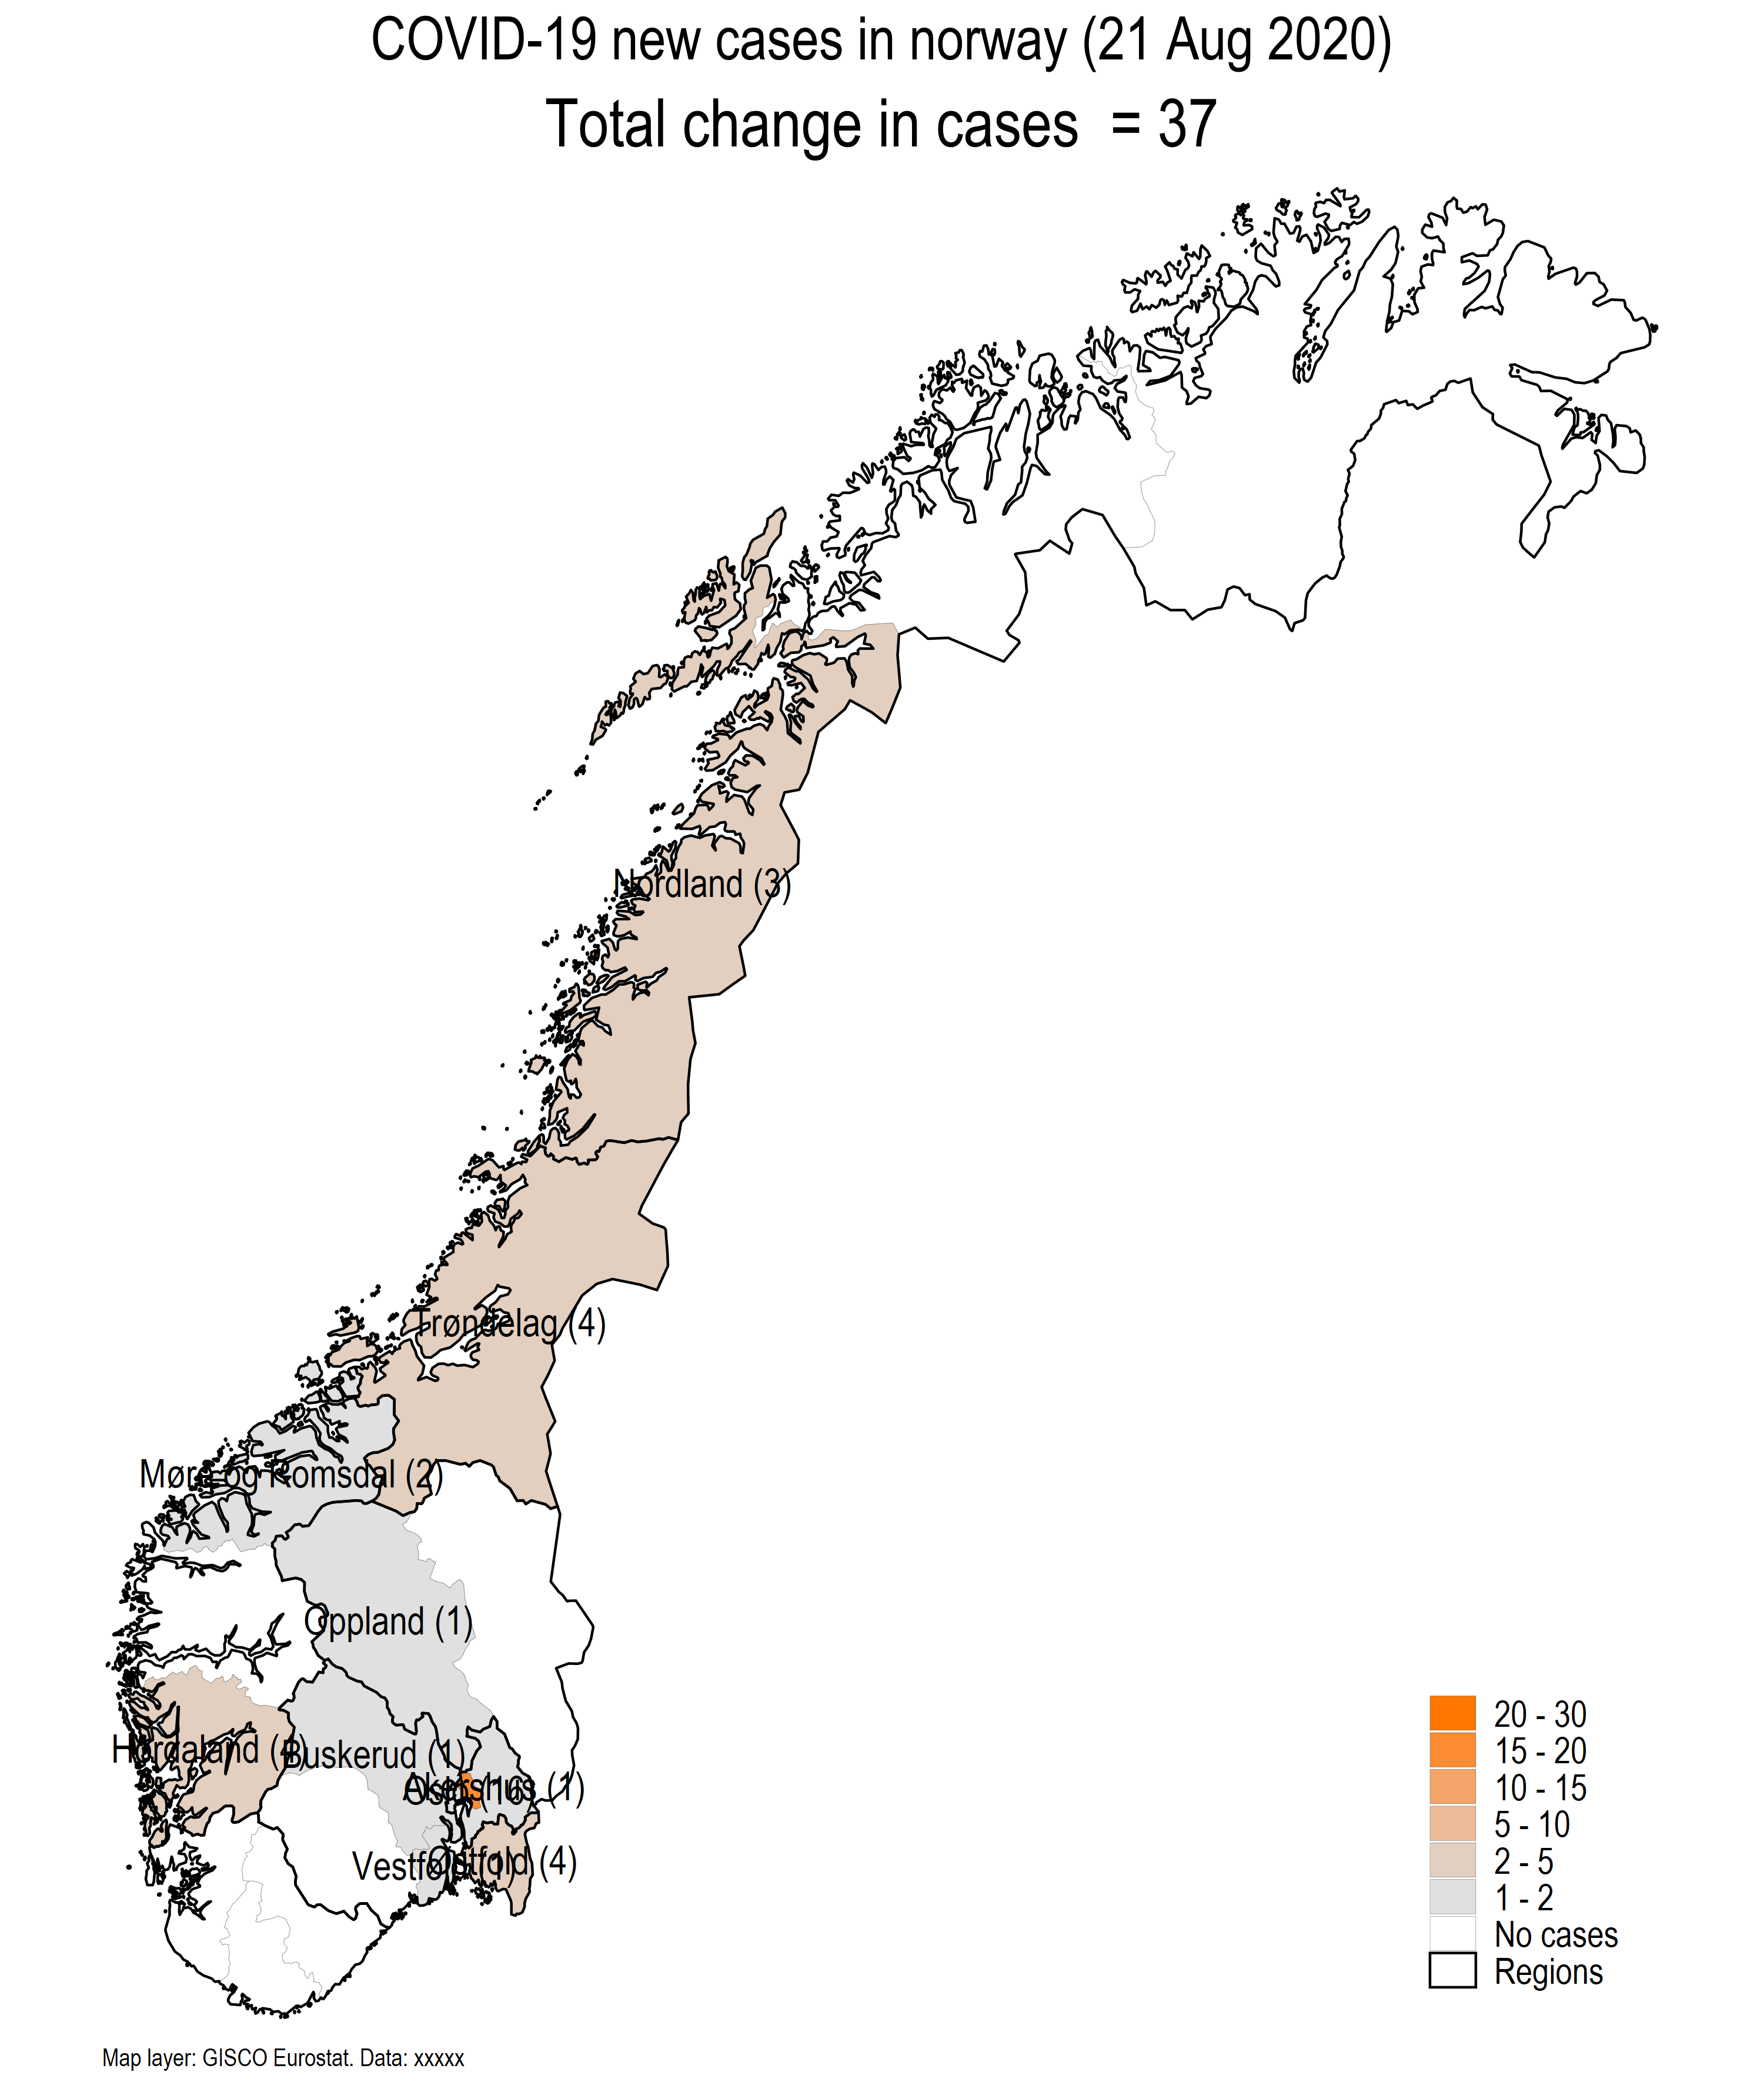 COVID-19 new cases in norway (21 Aug 2020)
Total change in cases = 37
Nordland (3)
Trøndelag (4)
Møre og Romsdal (2)
Oppland (1)
Hordaland (4)
Buskerud (1)
Akershus (1)
Oslo (16)
Vestfold (1)
Østfold (4)
20 - 30
15 - 20
10 - 15
5 - 10
2 - 5
1 - 2
No cases
Regions
Map layer: GISCO Eurostat. Data: xxxxx